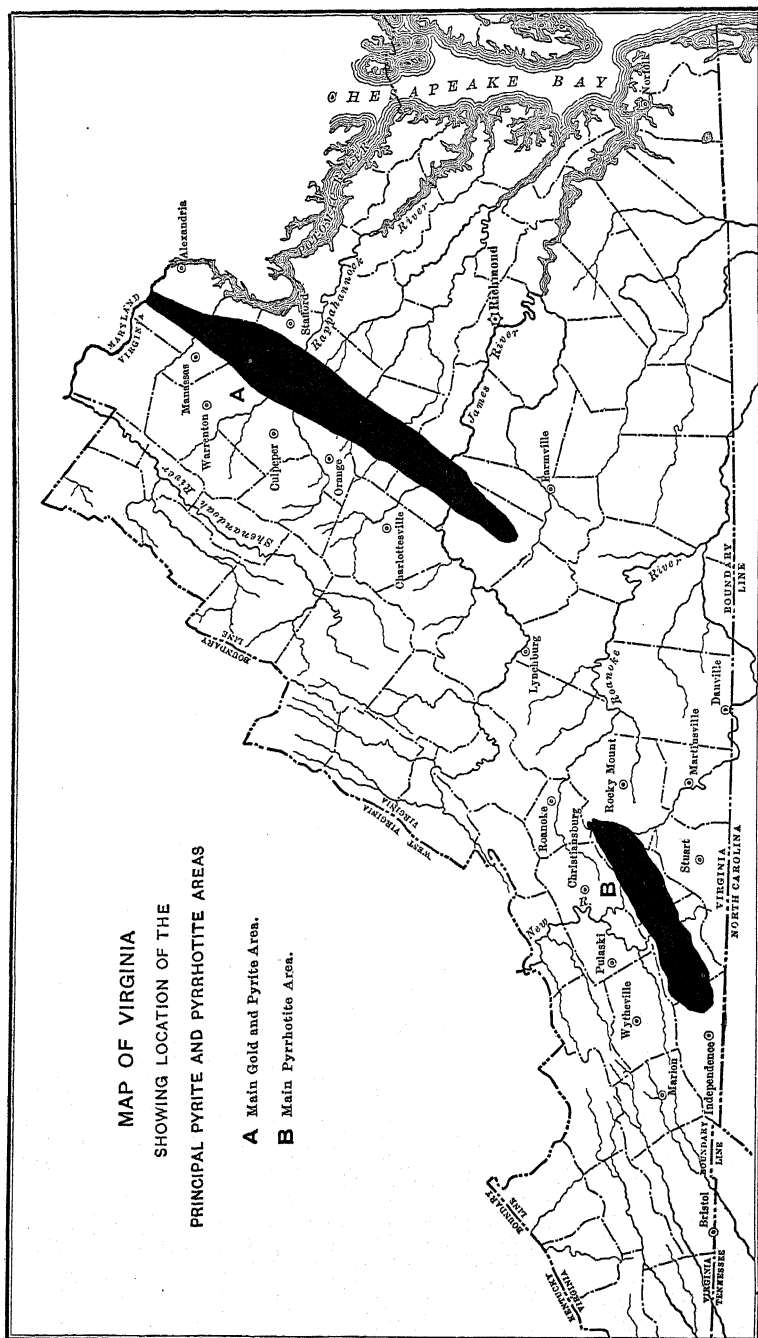 MAP OF VIRGINIA
SHOWING LOCATION OF THE
PRINCIPAL PYRITE AND PYRRHOTITE AREAS
A Main Gold and Pyrite Area.
B Main Pyrrhotite Area.
CHESAPEAKE BAY
Norfolk
Alexandria
MARYLAND
VIRGINIA
Stafford
Rappahannock
River
Manassas
Warrenton
A
Culpeper
Orange
Shenandoah
River
Charlottesville
Richmond
James
River
Farmville
BOUNDARY
LINE
Lynchburg
Roanoke
River
BOUNDARY
LINE
Danville
Martinsville
Rocky Mount
Roanoke
WEST VIRGINIA
VIRGINIA
Christiansburg
New
R.
B
Stuart
VIRGINIA
NORTH CAROLINA
Pulaski
Wytheville
Independence
Marion
BOUNDARY
LINE
BOUNDARY
LINE
Bristol
KENTUCKY
VIRGINIA
VIRGINIA
TENNESSEE